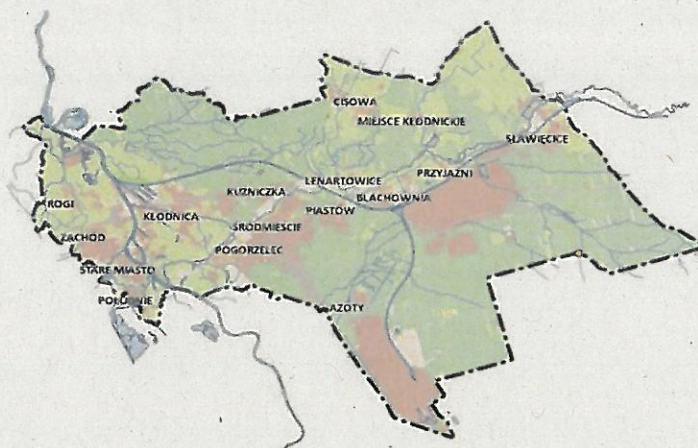 CISOWA
MIEJSCE KŁODNICKIE
SŁAWIĘCICE
PRZYJAŹNI
LENARTOWICE
KUŹNICZKA
BLACHOWNIA
PIASTÓW
ROGI
KŁODNICA
ŚRÓDMIEŚCIE
ZACHÓD
POGORZELEC
STARE MIASTO
POŁUDNIE
AZOTY